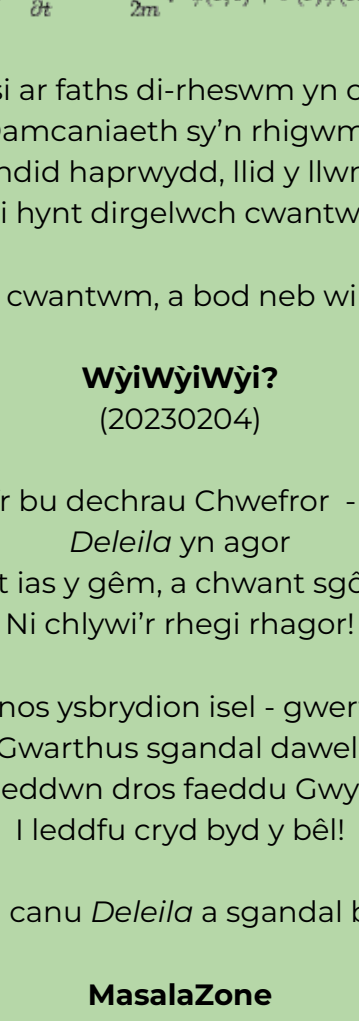 ∂t 2m
si ar faths di-rheswm yn c
amcaniaeth sy'n rhigwm
ndid haprwydd, llid y llwr
i hynt dirgelwch cwantw
cwantwm, a bod neb wi
WỳiWỳiWỳi?
(20230204)
r bu dechrau Chwefror -
Deleila yn agor
t ias y gêm, a chwant sgô
Ni chlywi'r rhegi rhagor!
nos ysbrydion isel - gwer
Gwarthus sgandal dawel
eddwn dros faeddu Gwy
I leddfu cryd byd y bêl!
canu Deleila a sgandal b
MasalaZone